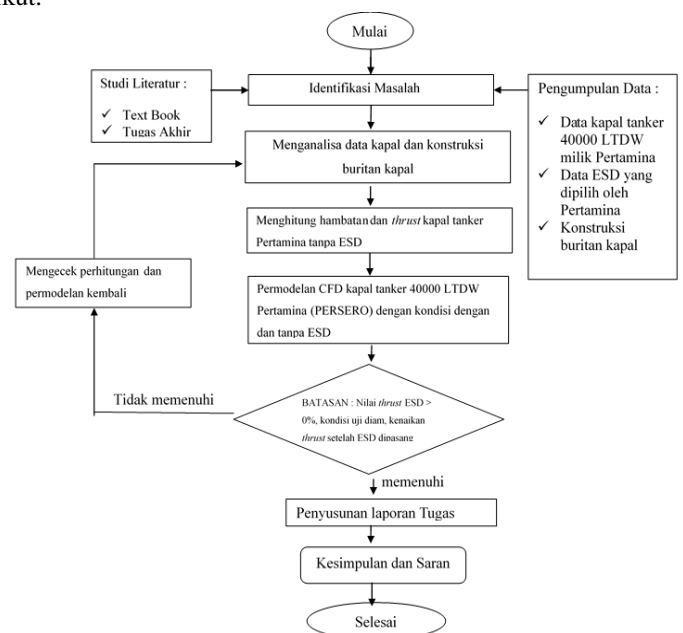 ikut:
Mulai
Studi Literatur :
✓ Text Book
✓ Tugas Akhir
Identifikasi Masalah
Pengumpulan Data :
✓ Data kapal tanker
40000 LTDW
milik Pertamina
✓ Data ESD yang
dipilih oleh
Pertamina
✓ Konstruksi
buritan kapal
Menganalisa data kapal dan konstruksi
buritan kapal
Menghitung hambatan dan thrust kapal tanker
Pertamina tanpa ESD
Mengecek perhitungan dan
permodelan kembali
Permodelan CFD kapal tanker 40000 LTDW
Pertamina (PERSERO) dengan kondisi dengan
dan tanpa ESD
Tidak memenuhi
BATASAN : Nilai thrust ESD >
0%, kondisi uji diam, kenaikan
thrust setelah ESD dipasang
memenuhi
Penyusunan laporan Tugas
Kesimpulan dan Saran
Selesai